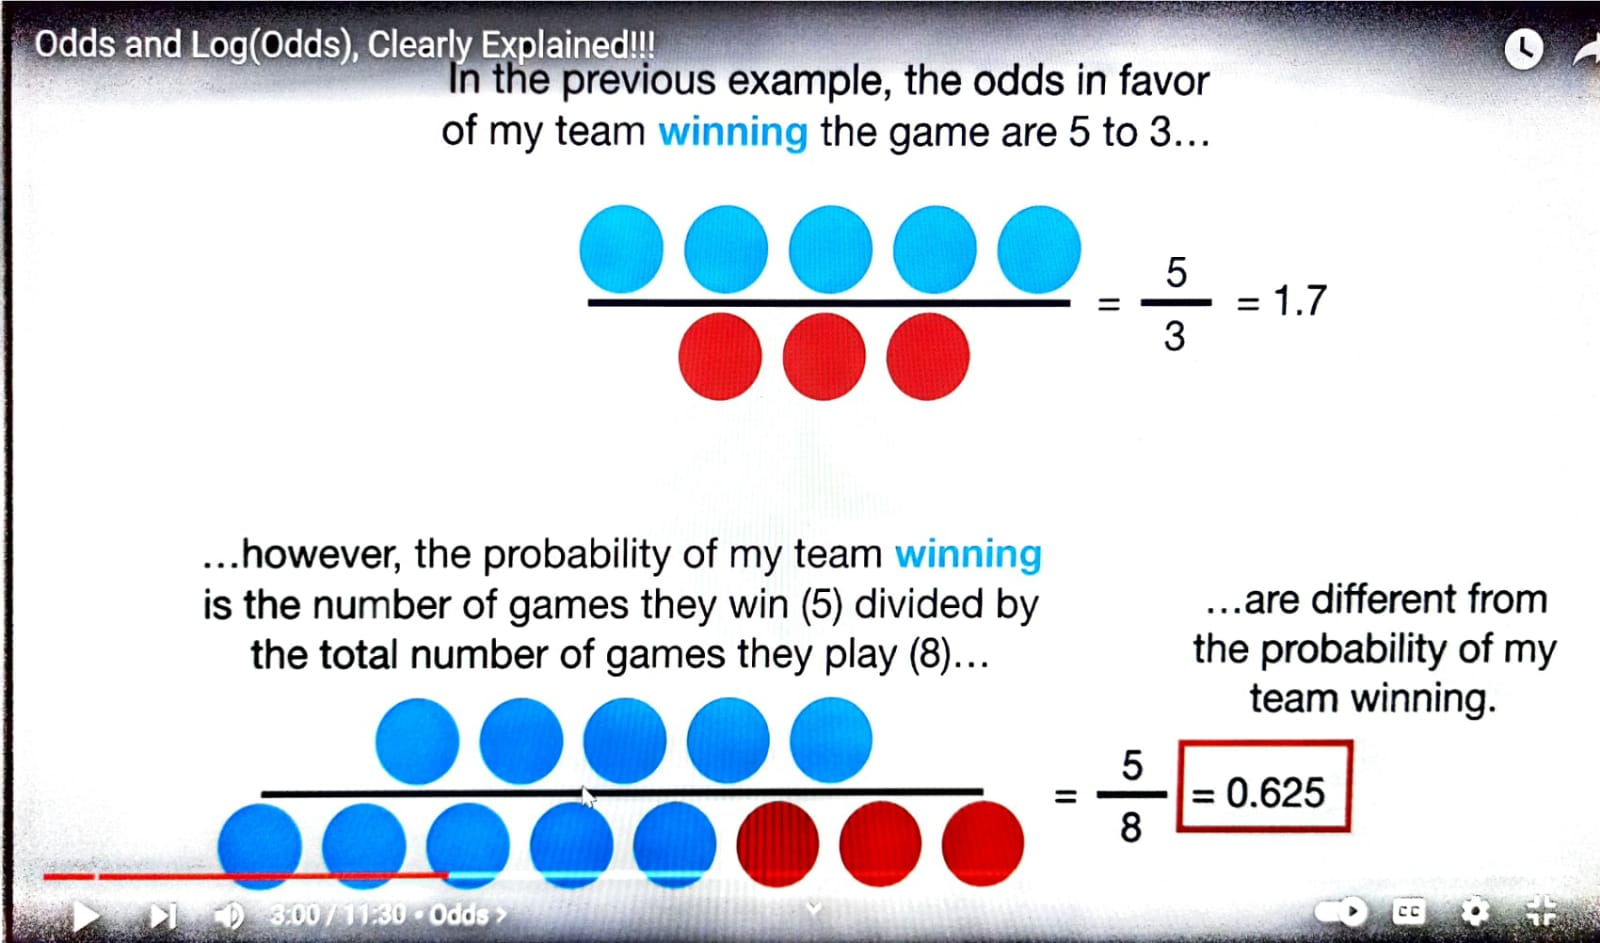 Odds and Log(Odds), Clearly Explained!!!
In the previous example, the odds in favor
of my team winning the game are 5 to 3...
= 5/3 = 1.7
...however, the probability of my team winning
is the number of games they win (5) divided by
the total number of games they play (8)...
...are different from
the probability of my
team winning.
= 5/8 = 0.625
3:00 / 11:30 • Odds >
CC